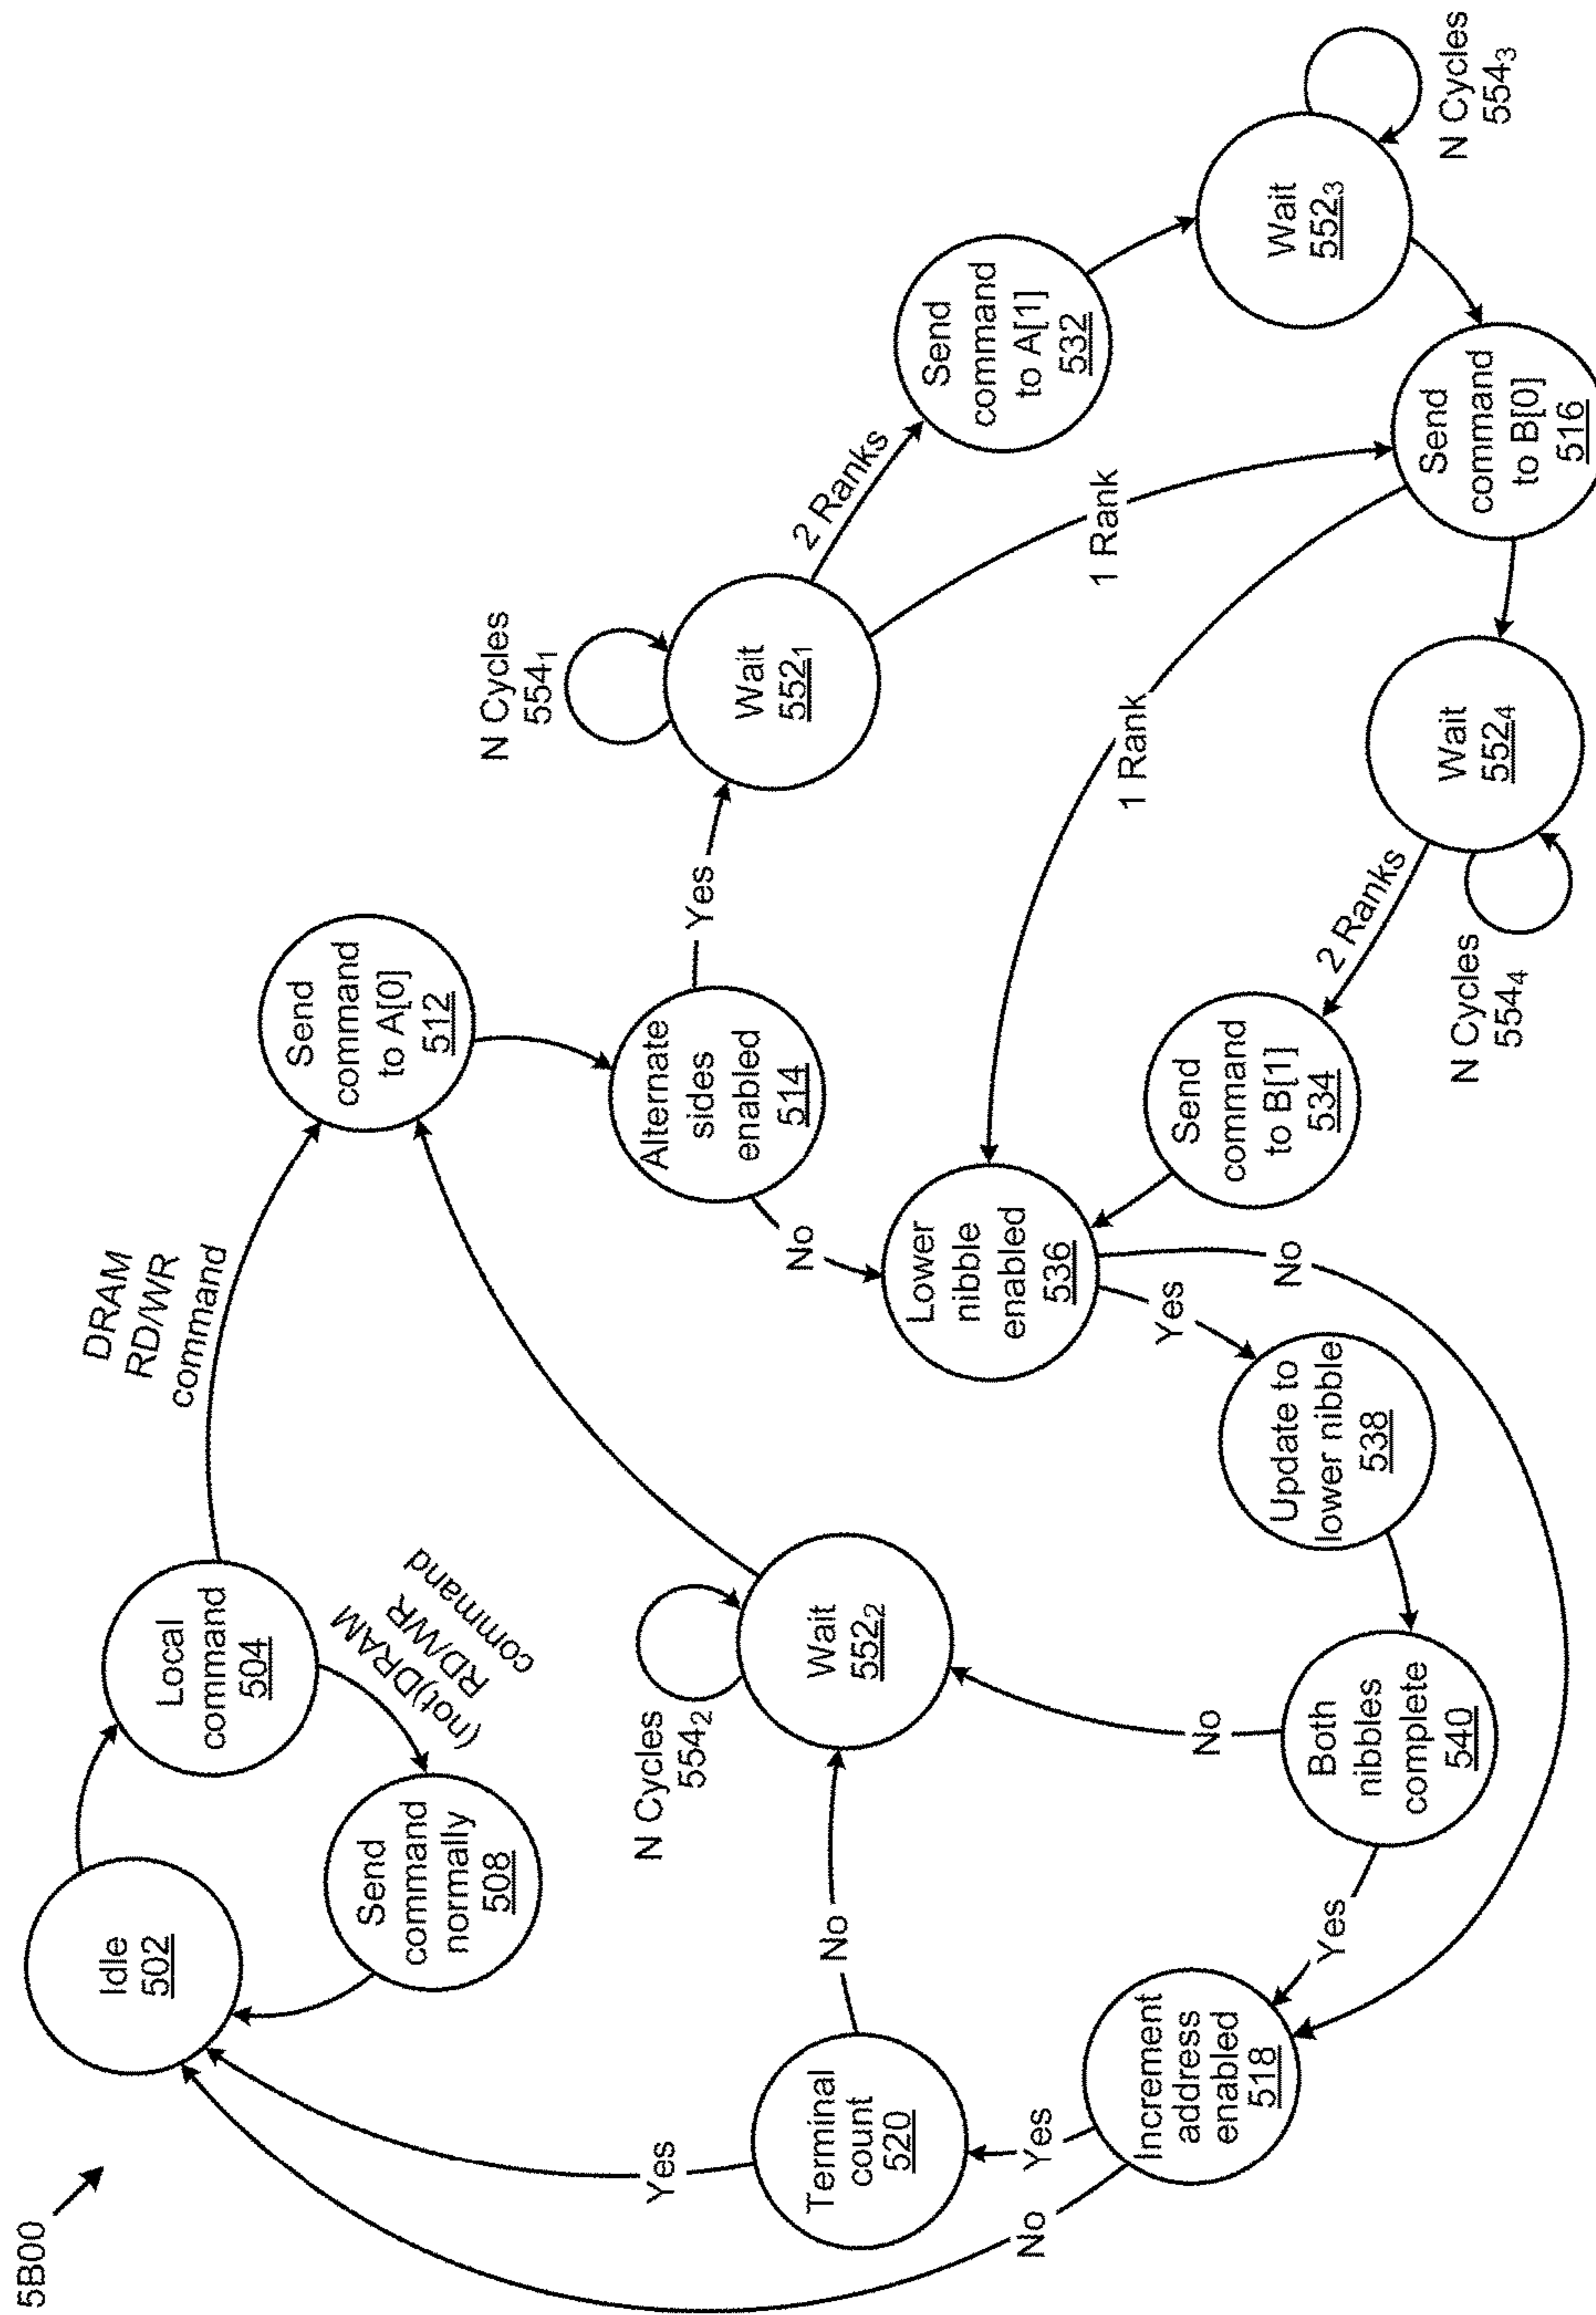 5B00
Idle
502
Local
command
504
DRAM
RD/WR
command
(not)DRAM
RD/WR
command
Send
command
normally
508
Send
command
to A[0]
512
Alternate
sides
enabled
514
Yes
No
N Cycles
554₁
Wait
552₁
2 Ranks
1 Rank
Send
command
to A[1]
532
Wait
552₃
N Cycles
554₃
Send
command
to B[0]
516
1 Rank
Wait
552₄
N Cycles
554₄
2 Ranks
Send
command
to B[1]
534
Lower
nibble
enabled
536
Yes
No
Update to
lower nibble
538
Both
nibbles
complete
540
No
Yes
N Cycles
554₂
Wait
552₂
Increment
address
enabled
518
Yes
No
Terminal
count
520
No
Yes